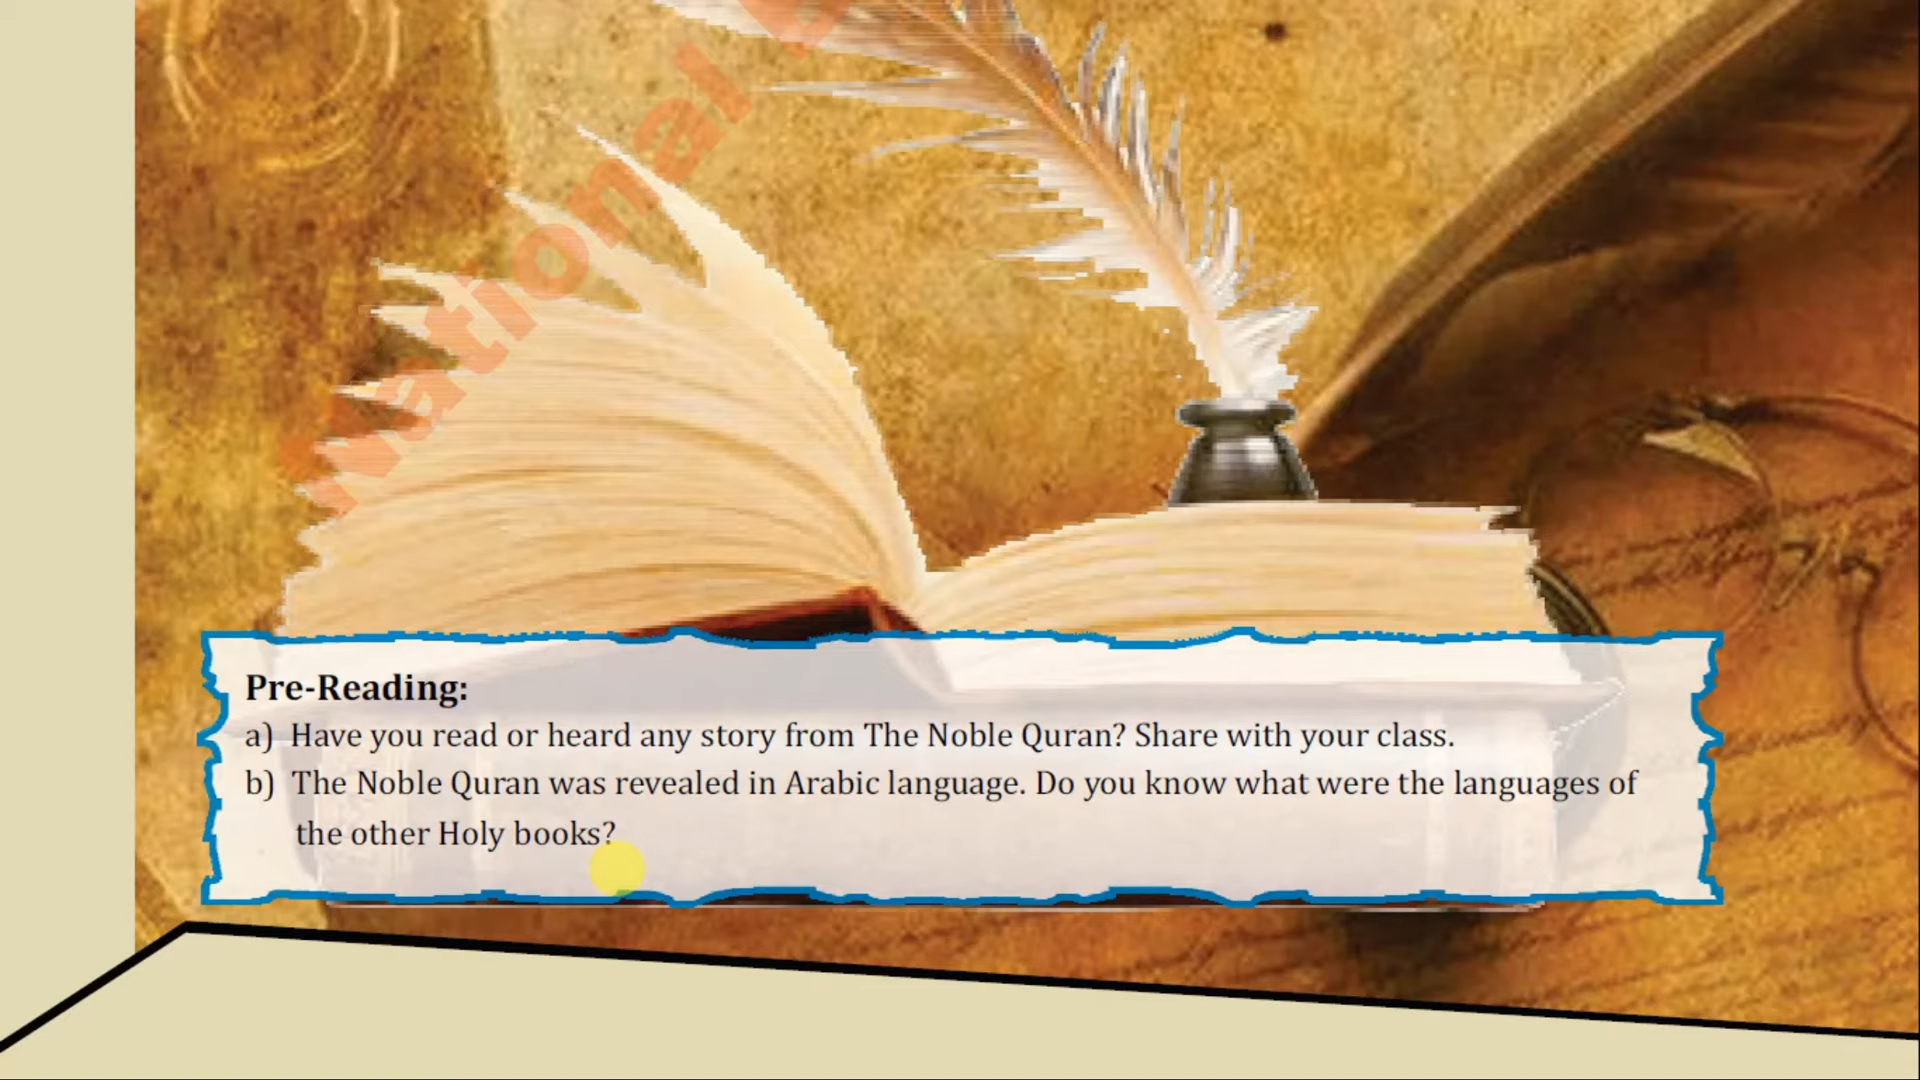 National
Pre-Reading:
a) Have you read or heard any story from The Noble Quran? Share with your class.
b) The Noble Quran was revealed in Arabic language. Do you know what were the languages of
the other Holy books?